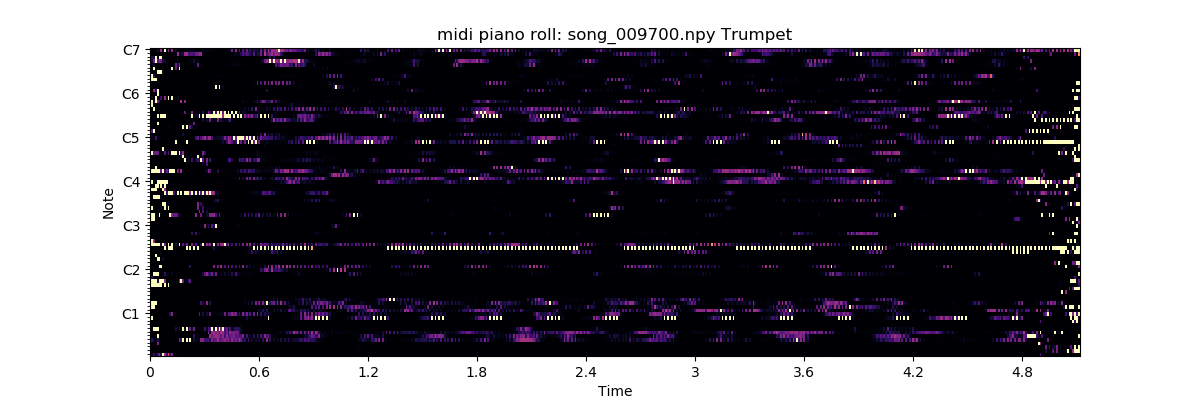 midi piano roll: song_009700.npy Trumpet
C7
C6
C5
C4
C3
C2
C1
Note
0
0.6
1.2
1.8
2.4
3
3.6
4.2
4.8
Time